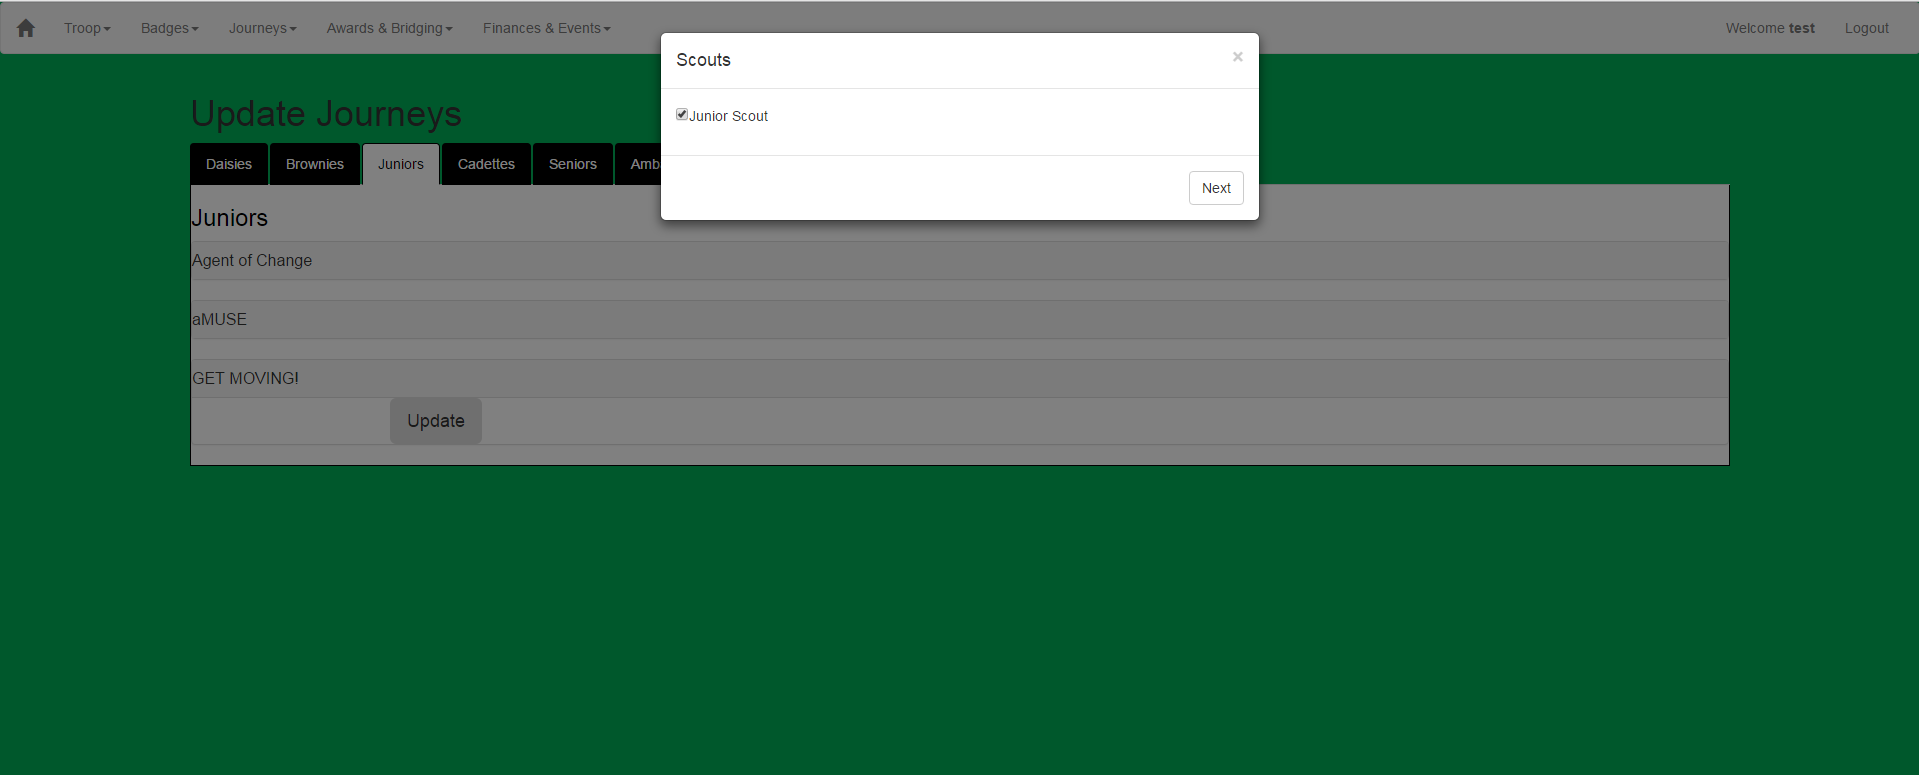 Troop Badges Journeys Awards & Bridging Finances & Events Welcome test Logout
Scouts ×
Junior Scout
Next
Update Journeys
Daisies Brownies Juniors Cadettes Seniors Amb
Juniors
Agent of Change
aMUSE
GET MOVING!
Update